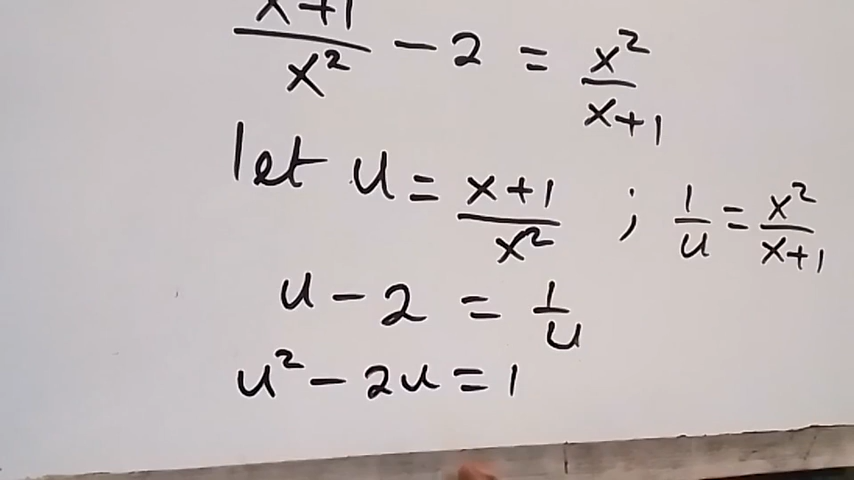 x+1/x² - 2 = x²/x+1
let u = x+1/x² ; 1/u = x²/x+1
u - 2 = 1/u
u² - 2u = 1